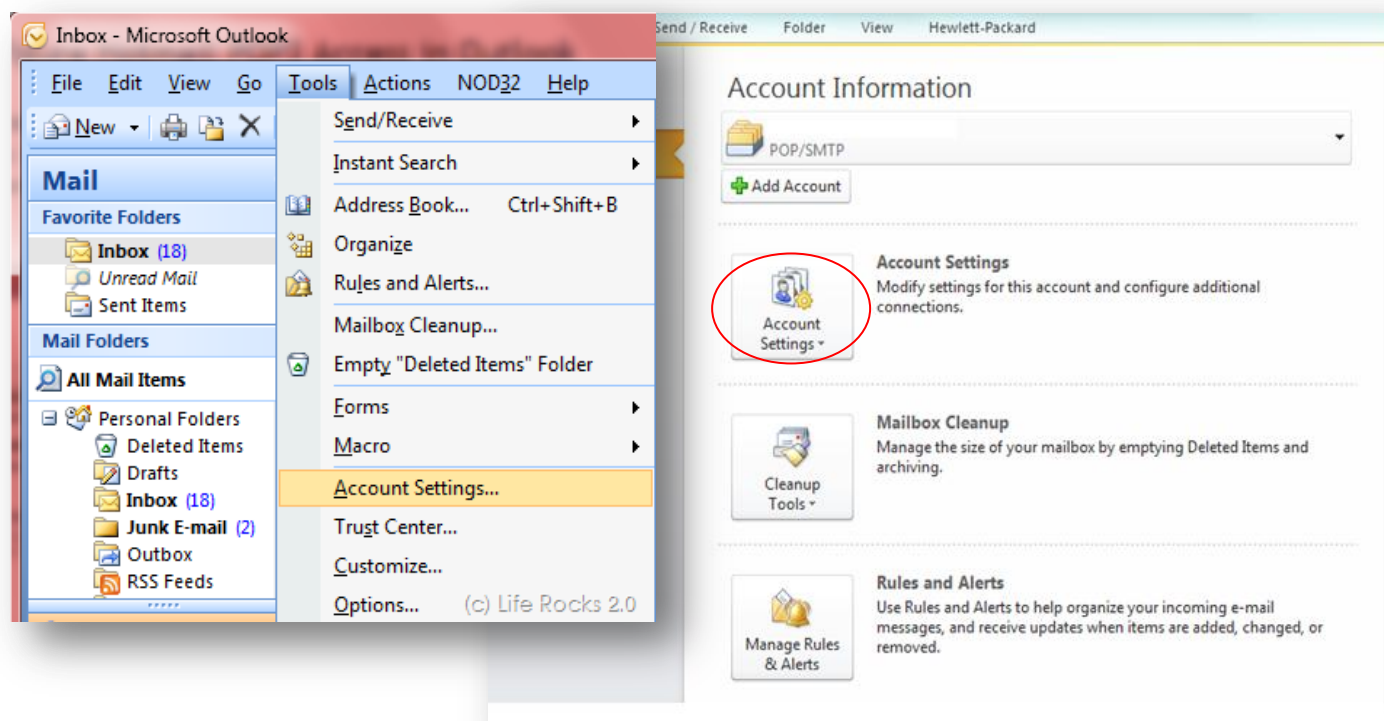 Inbox - Microsoft Outlook
File Edit View Go Tools Actions NOD32 Help
New
Mail
Favorite Folders
Inbox (18)
Unread Mail
Sent Items
Mail Folders
All Mail Items
Personal Folders
Deleted Items
Drafts
Inbox (18)
Junk E-mail (2)
Outbox
RSS Feeds
Send/Receive
Instant Search
Address Book... Ctrl+Shift+B
Organize
Rules and Alerts...
Mailbox Cleanup...
Empty "Deleted Items" Folder
Forms
Macro
Account Settings...
Trust Center...
Customize...
Options...
(c) Life Rocks 2.0
Send / Receive Folder View Hewlett-Packard
Account Information
POP/SMTP
Add Account
Account
Settings
Account Settings
Modify settings for this account and configure additional
connections.
Cleanup
Tools
Mailbox Cleanup
Manage the size of your mailbox by emptying Deleted Items and
archiving.
Manage Rules
& Alerts
Rules and Alerts
Use Rules and Alerts to help organize your incoming e-mail
messages, and receive updates when items are added, changed, or
removed.